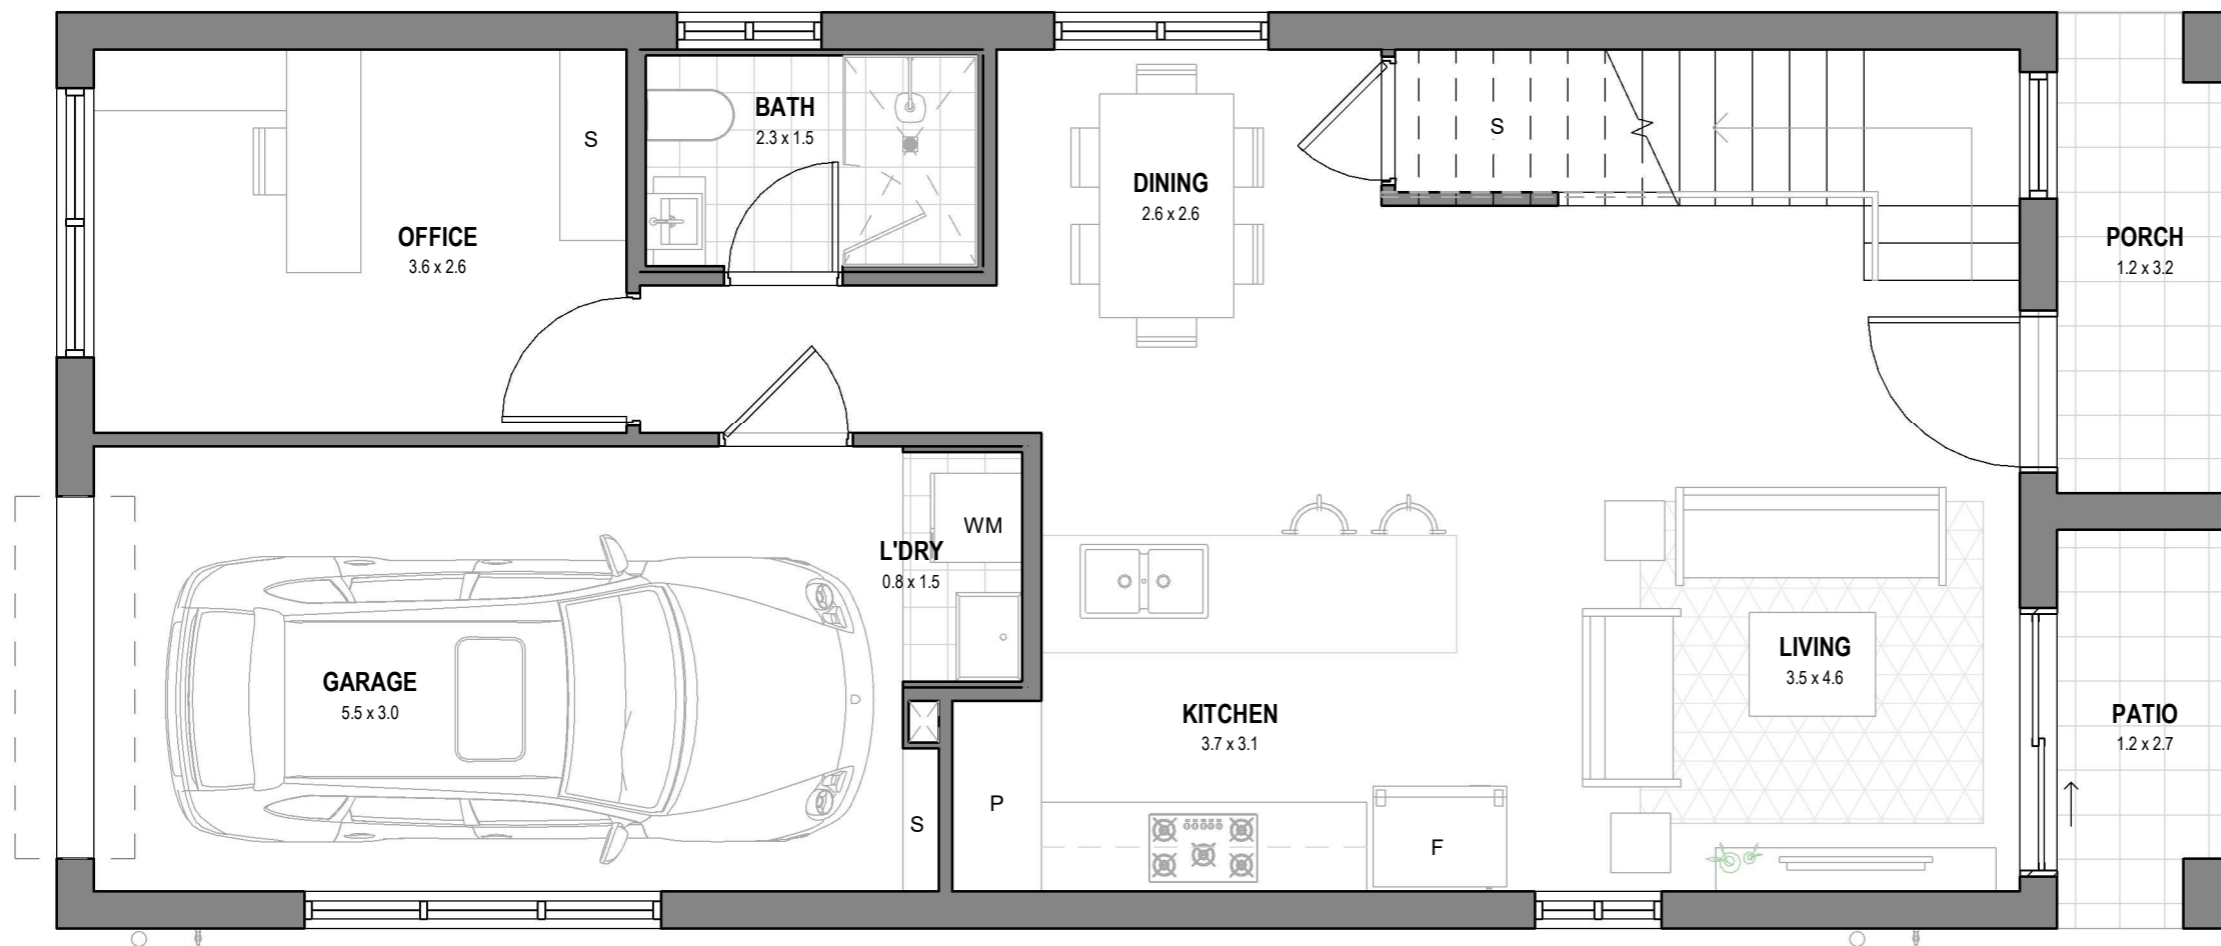 BATH
2.3 x 1.5
S
S
DINING
2.6 x 2.6
OFFICE
3.6 x 2.6
PORCH
1.2 x 3.2
WM
L'DRY
0.8 x 1.5
GARAGE
5.5 x 3.0
LIVING
3.5 x 4.6
KITCHEN
3.7 x 3.1
PATIO
1.2 x 2.7
P
S
F